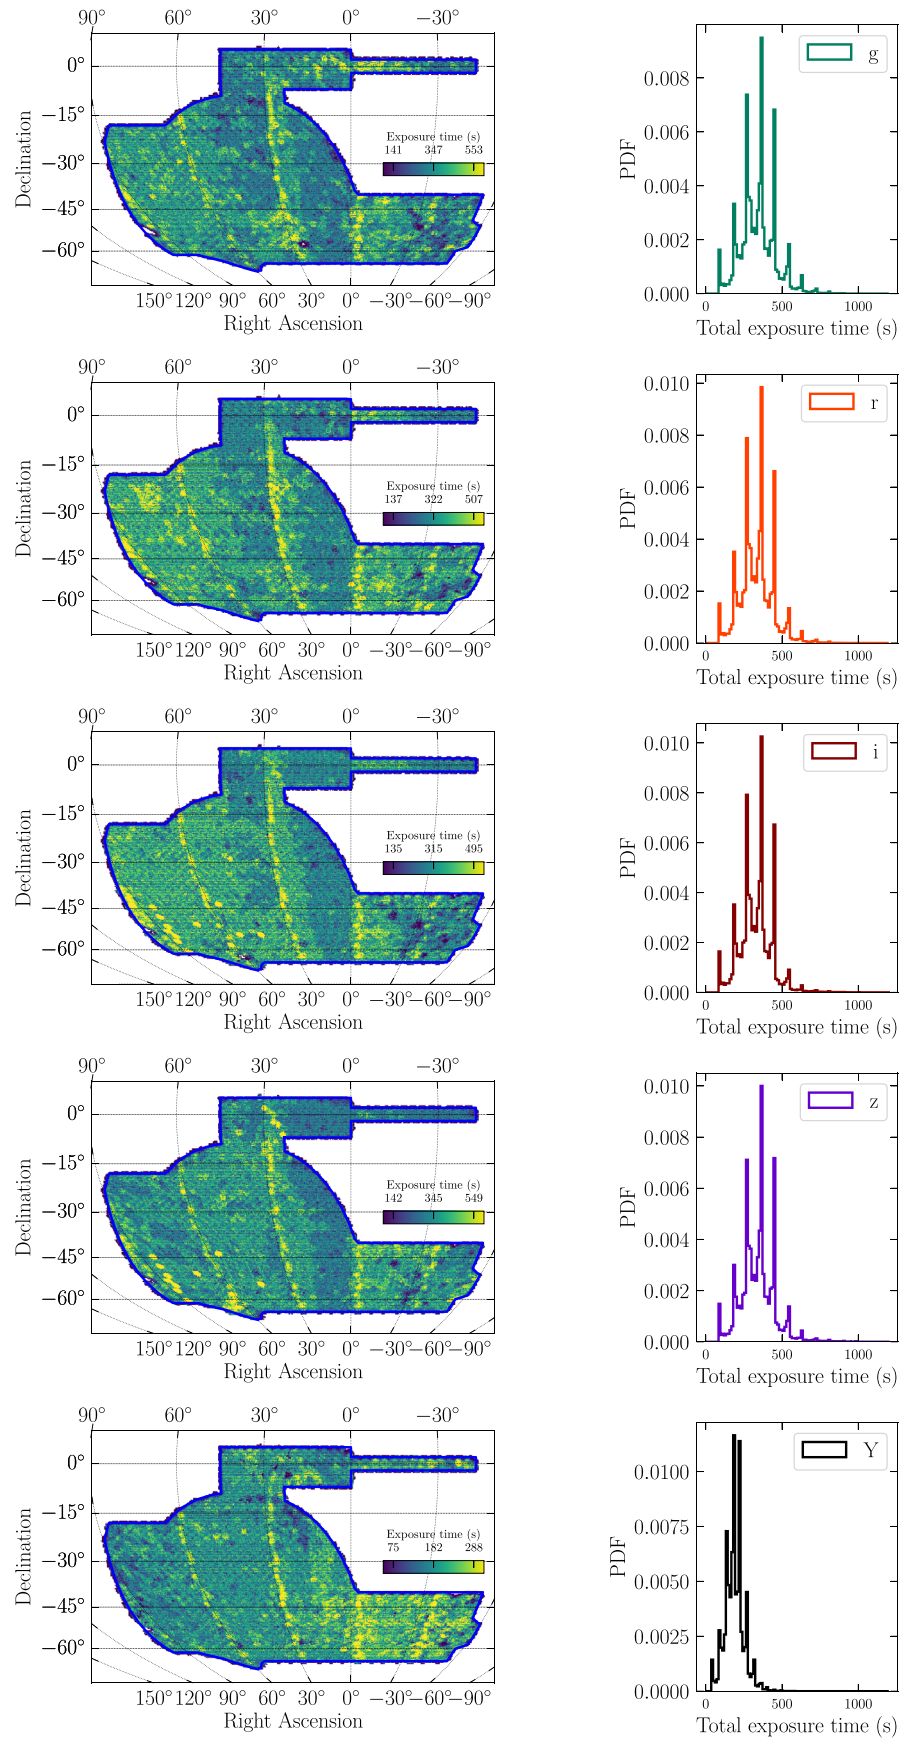 90° 60° 30° 0° −30°
0°
−15°
−30°
−45°
−60°
Declination
Exposure time (s)
141 347 553
150° 120° 90° 60° 30° 0° −30° −60° −90°
Right Ascension
g
0.008
0.006
0.004
0.002
0.000
PDF
0 500 1000
Total exposure time (s)
90° 60° 30° 0° −30°
0°
−15°
−30°
−45°
−60°
Declination
Exposure time (s)
137 322 507
150° 120° 90° 60° 30° 0° −30° −60° −90°
Right Ascension
r
0.010
0.008
0.006
0.004
0.002
0.000
PDF
0 500 1000
Total exposure time (s)
90° 60° 30° 0° −30°
0°
−15°
−30°
−45°
−60°
Declination
Exposure time (s)
135 315 495
150° 120° 90° 60° 30° 0° −30° −60° −90°
Right Ascension
i
0.010
0.008
0.006
0.004
0.002
0.000
PDF
0 500 1000
Total exposure time (s)
90° 60° 30° 0° −30°
0°
−15°
−30°
−45°
−60°
Declination
Exposure time (s)
142 345 549
150° 120° 90° 60° 30° 0° −30° −60° −90°
Right Ascension
z
0.010
0.008
0.006
0.004
0.002
0.000
PDF
0 500 1000
Total exposure time (s)
90° 60° 30° 0° −30°
0°
−15°
−30°
−45°
−60°
Declination
Exposure time (s)
75 182 288
150° 120° 90° 60° 30° 0° −30° −60° −90°
Right Ascension
Y
0.0100
0.0075
0.0050
0.0025
0.0000
PDF
0 500 1000
Total exposure time (s)